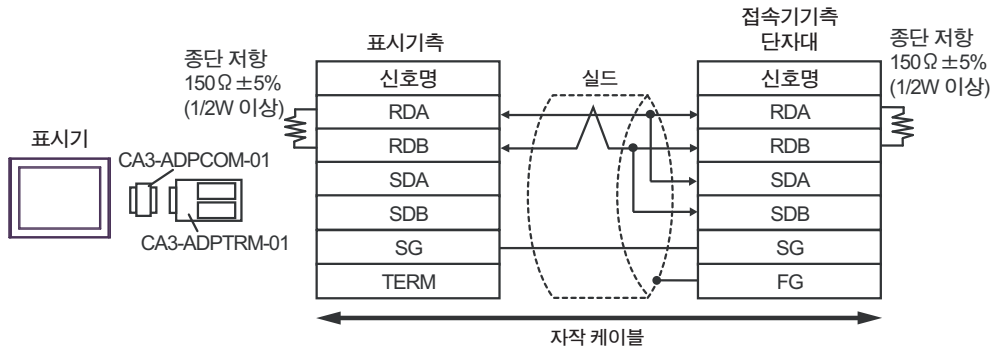 표시기
CA3-ADPCOM-01
CA3-ADPTRM-01
종단 저항
150Ω ±5%
(1/2W 이상)
표시기측
신호명
RDA
RDB
SDA
SDB
SG
TERM
실드
접속기기측
단자대
신호명
RDA
RDB
SDA
SDB
SG
FG
종단 저항
150Ω ±5%
(1/2W 이상)
자작 케이블